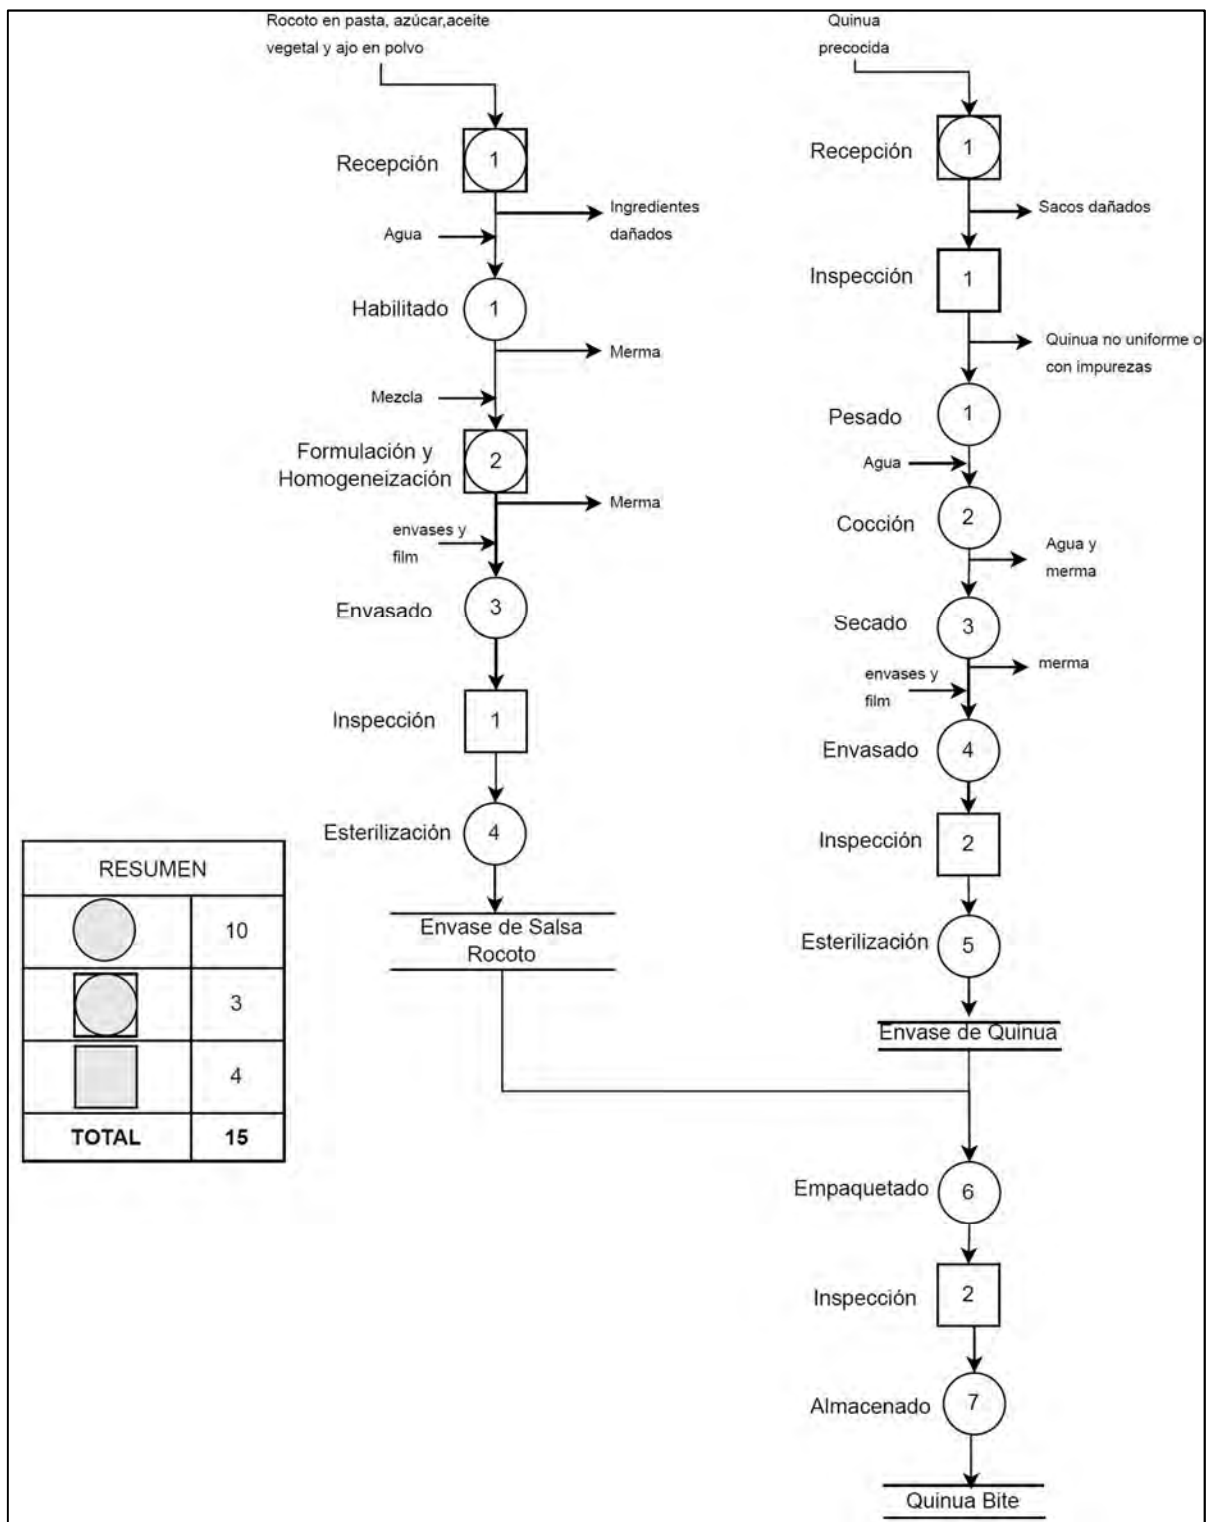 Rocoto en pasta, azúcar,aceite
vegetal y ajo en polvo
Recepción
1
Ingredientes
dañados
Agua
Habilitado
1
Merma
Mezcla
Formulación y
Homogeneización
2
Merma
envases y
film
Envasado
3
Inspección
1
Esterilización
4
Envase de Salsa
Rocoto
Quinua
precocida
Recepción
1
Sacos dañados
Inspección
1
Quinua no uniforme o
con impurezas
Pesado
1
Agua
Cocción
2
Agua y
merma
Secado
3
merma
envases y
film
Envasado
4
Inspección
2
Esterilización
5
Envase de Quinua
Empaquetado
6
Inspección
2
Almacenado
7
Quinua Bite
RESUMEN
10
3
4
TOTAL 15